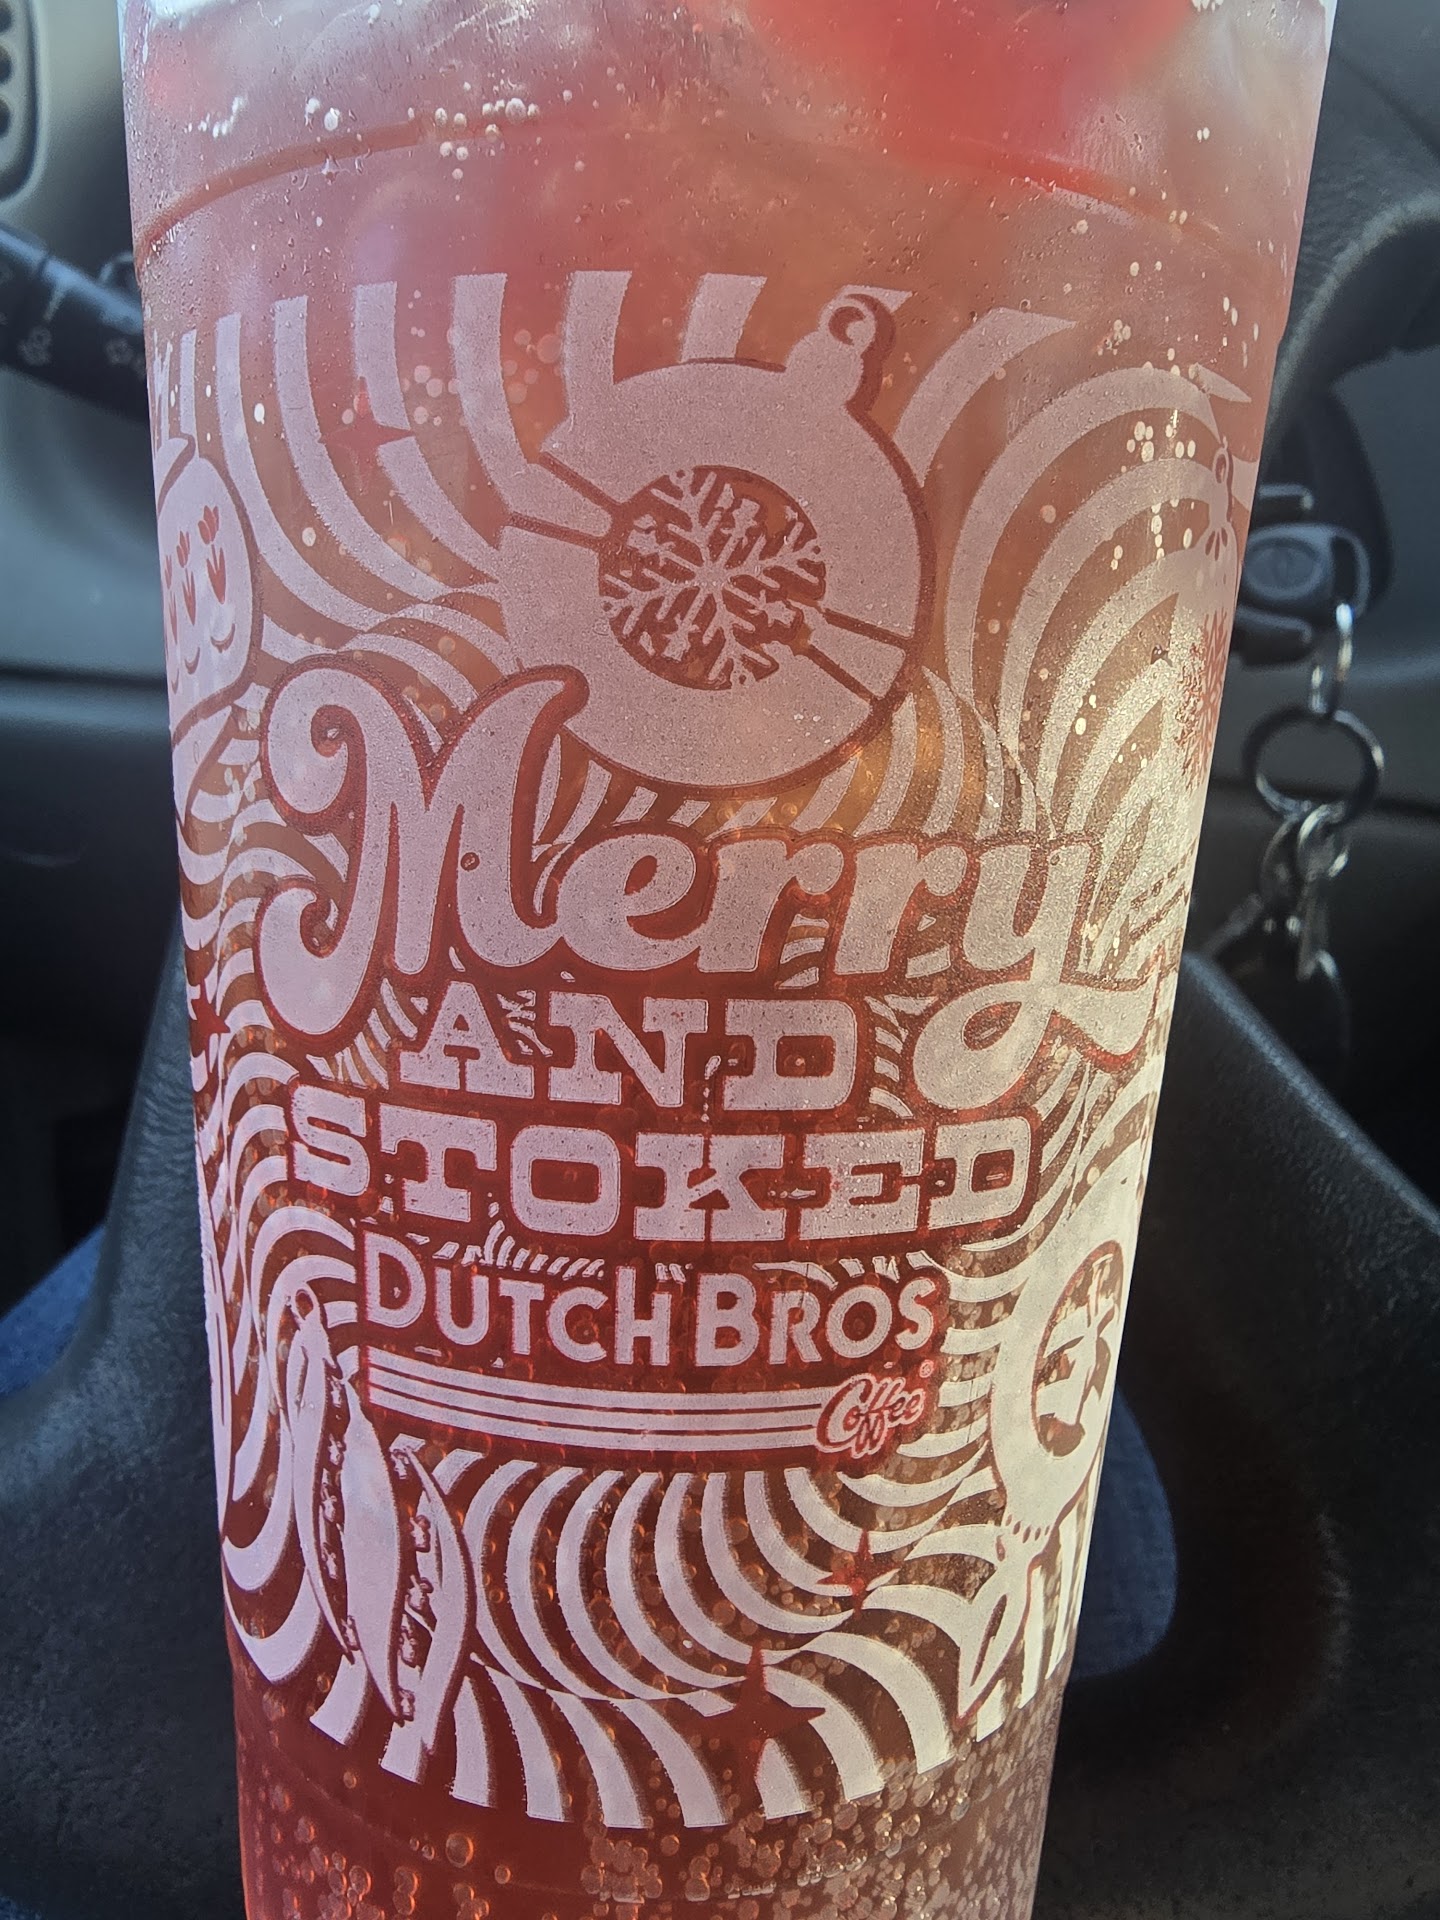 Merry
AND
STOKED
DUTCH BROS
Coffee®